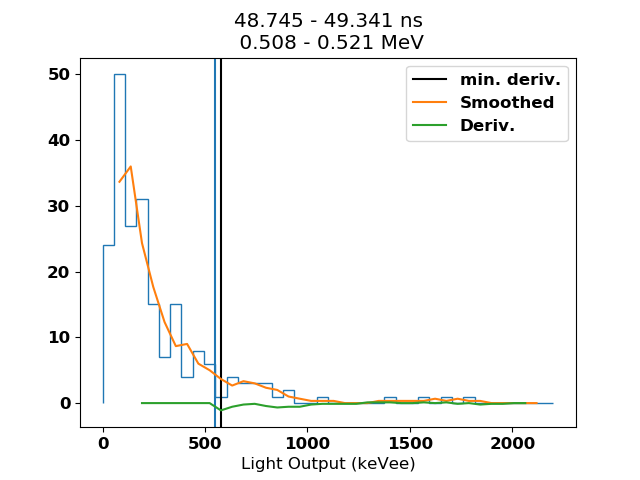 48.745 - 49.341 ns
0.508 - 0.521 MeV
min. deriv.
Smoothed
Deriv.
50
40
30
20
10
0
0 500 1000 1500 2000
Light Output (keVee)